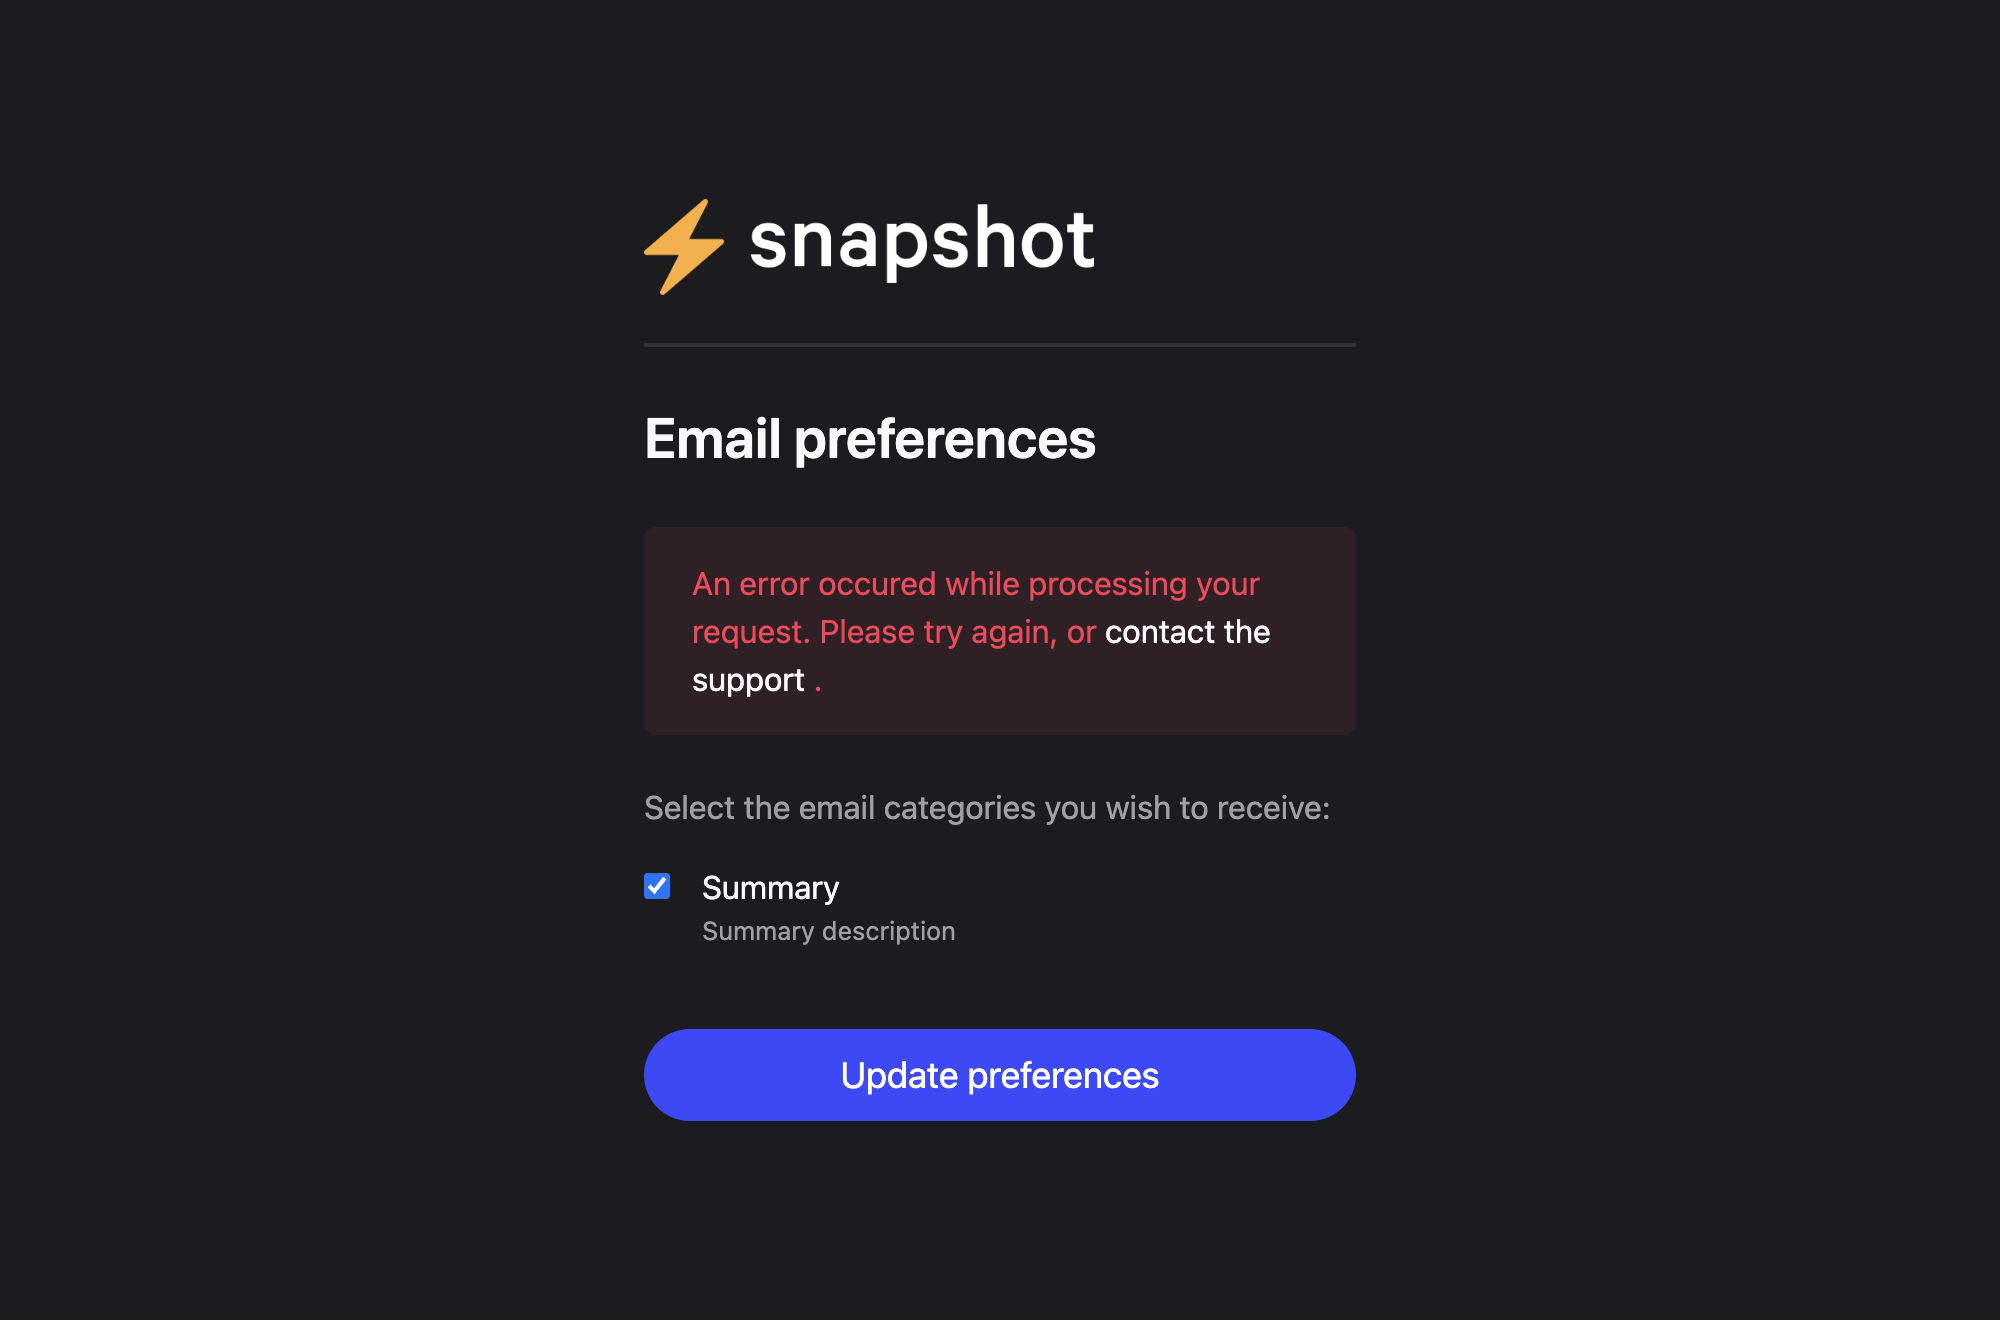 snapshot
Email preferences
An error occured while processing your
request. Please try again, or contact the
support .
Select the email categories you wish to receive:
Summary
Summary description
Update preferences